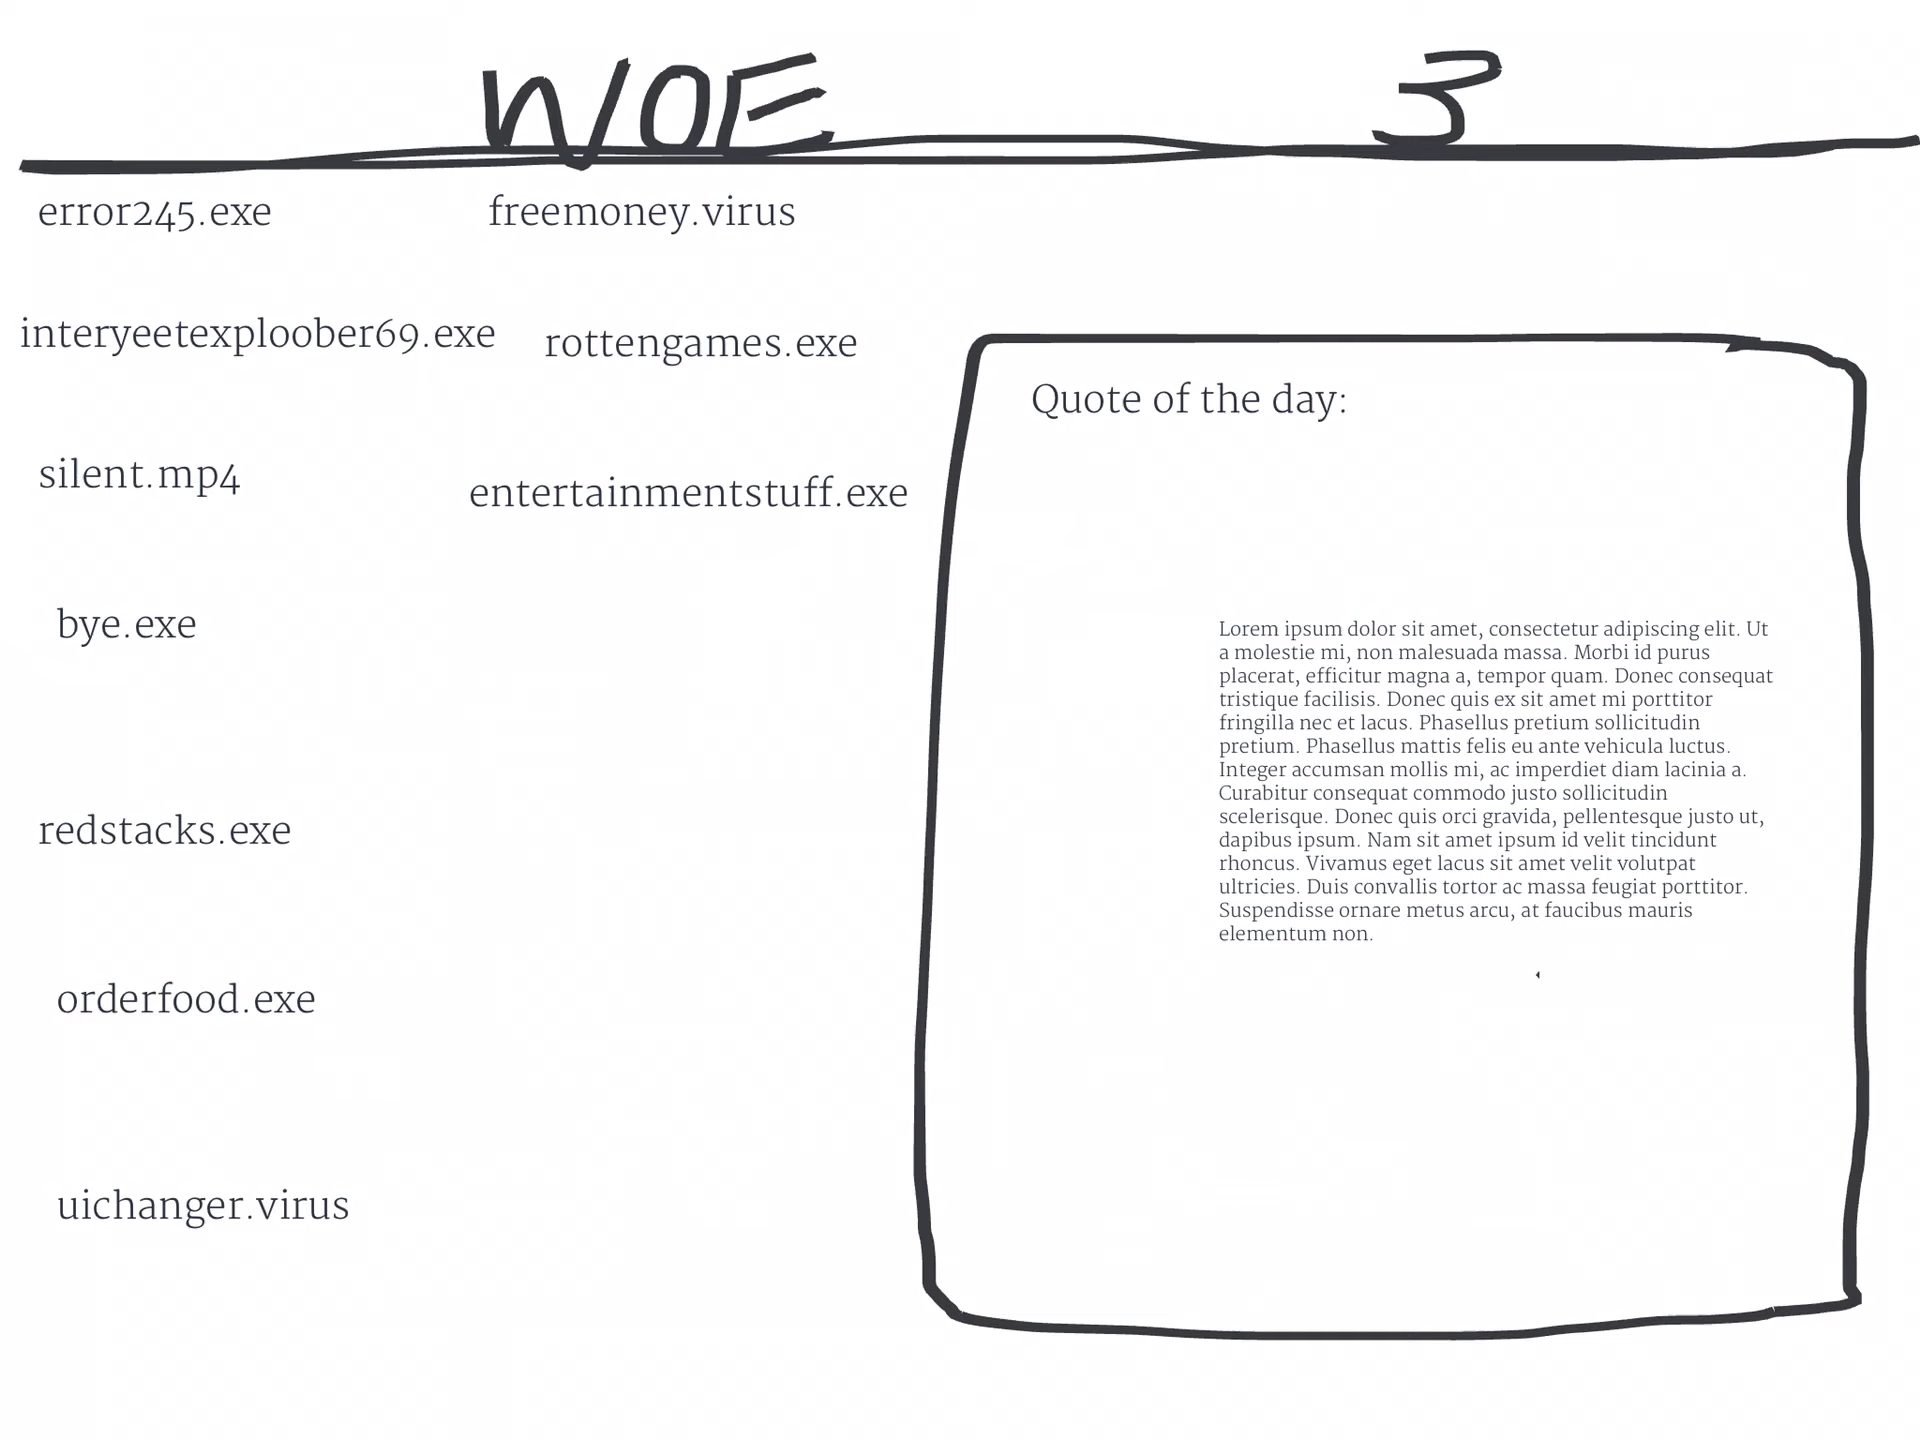 WOE 3
error245.exe freemoney.virus
interyeetexploober69.exe rottengames.exe
silent.mp4 entertainmentstuff.exe
bye.exe
redstacks.exe
orderfood.exe
uichanger.virus
Quote of the day:
Lorem ipsum dolor sit amet, consectetur adipiscing elit. Ut
a molestie mi, non malesuada massa. Morbi id purus
placerat, efficitur magna a, tempor quam. Donec consequat
tristique facilisis. Donec quis ex sit amet mi porttitor
fringilla nec et lacus. Phasellus pretium sollicitudin
pretium. Phasellus mattis felis eu ante vehicula luctus.
Integer accumsan mollis mi, ac imperdiet diam lacinia a.
Curabitur consequat commodo justo sollicitudin
scelerisque. Donec quis orci gravida, pellentesque justo ut,
dapibus ipsum. Nam sit amet ipsum id velit tincidunt
rhoncus. Vivamus eget lacus sit amet velit volutpat
ultricies. Duis convallis tortor ac massa feugiat porttitor.
Suspendisse ornare metus arcu, at faucibus mauris
elementum non.